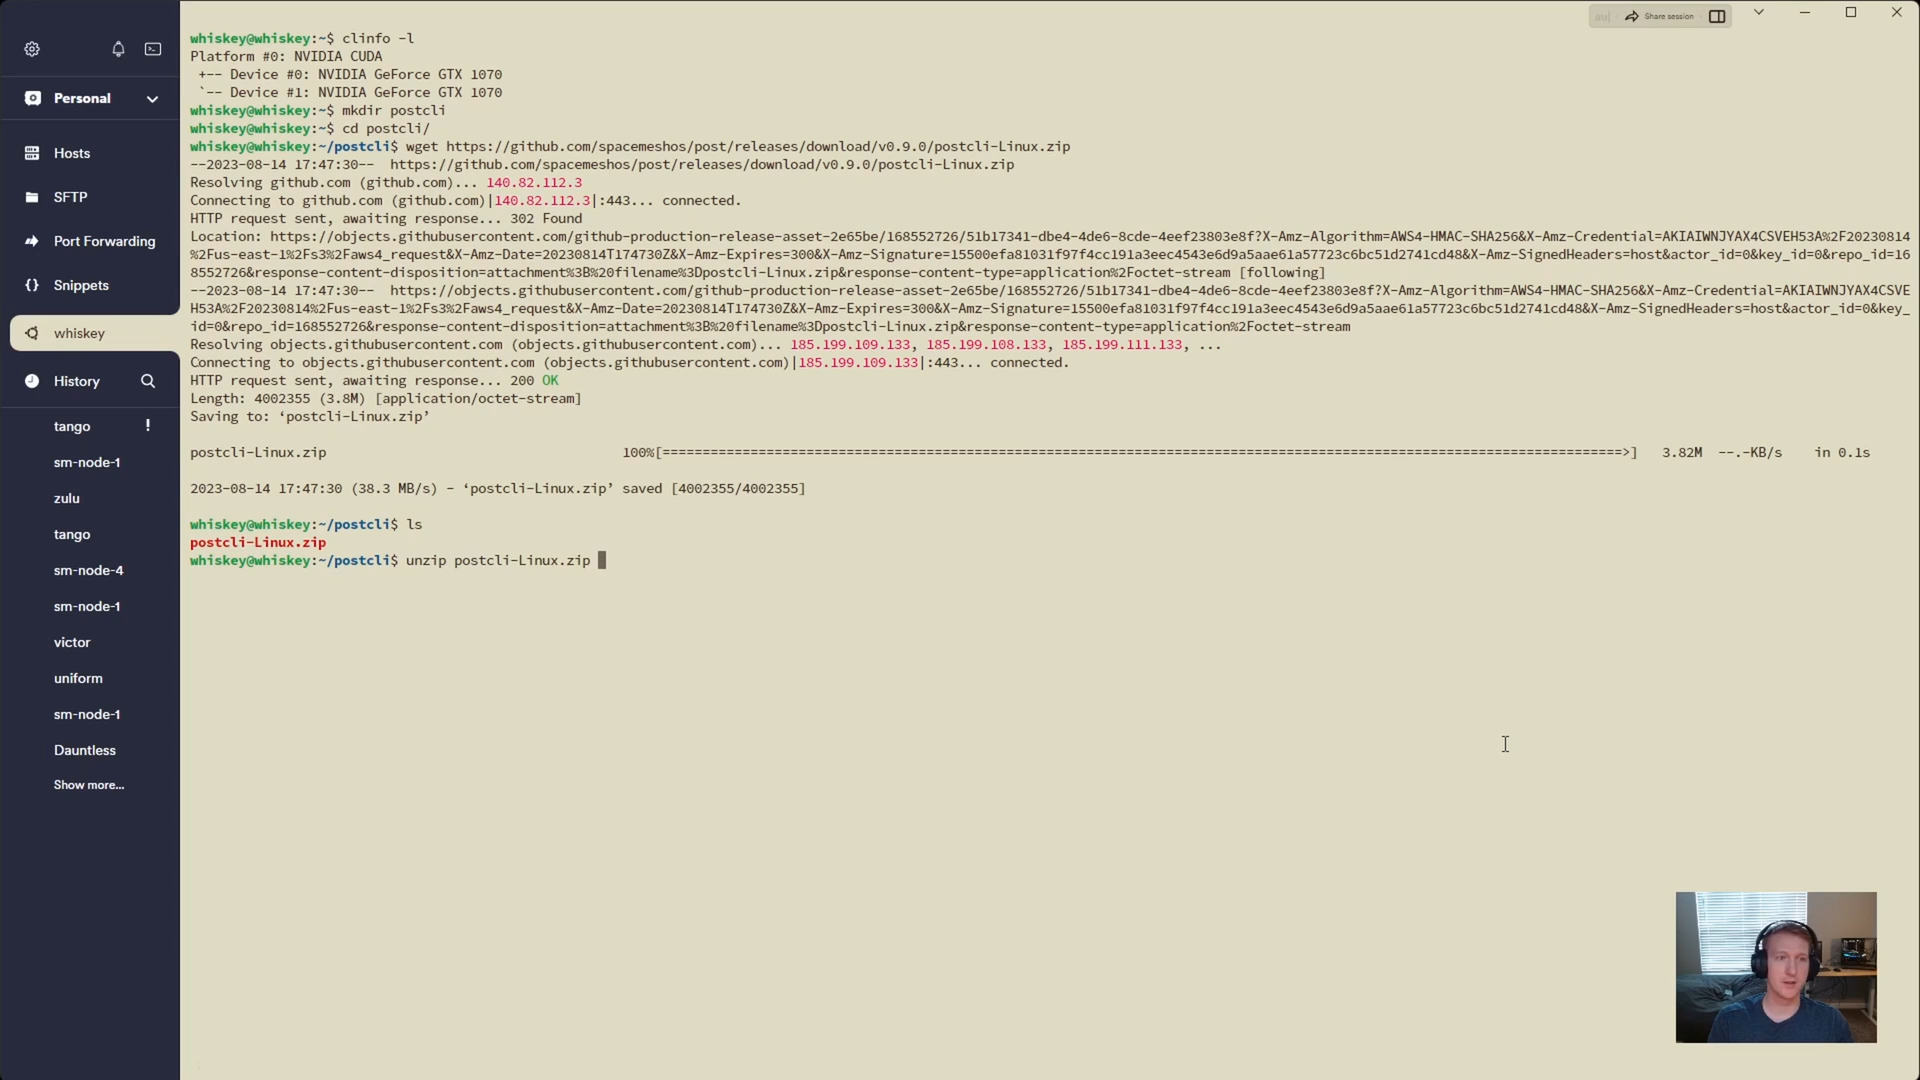 Share session
Personal
Hosts
SFTP
Port Forwarding
Snippets
whiskey
History
tango !
sm-node-1
zulu
tango
sm-node-4
sm-node-1
victor
uniform
sm-node-1
Dauntless
Show more...
whiskey@whiskey:~$ clinfo -l
Platform #0: NVIDIA CUDA
 +-- Device #0: NVIDIA GeForce GTX 1070
 `-- Device #1: NVIDIA GeForce GTX 1070
whiskey@whiskey:~$ mkdir postcli
whiskey@whiskey:~$ cd postcli/
whiskey@whiskey:~/postcli$ wget https://github.com/spacemeshos/post/releases/download/v0.9.0/postcli-Linux.zip
--2023-08-14 17:47:30--  https://github.com/spacemeshos/post/releases/download/v0.9.0/postcli-Linux.zip
Resolving github.com (github.com)... 140.82.112.3
Connecting to github.com (github.com)|140.82.112.3|:443... connected.
HTTP request sent, awaiting response... 302 Found
Location: https://objects.githubusercontent.com/github-production-release-asset-2e65be/168552726/51b17341-dbe4-4de6-8cde-4eef23803e8f?X-Amz-Algorithm=AWS4-HMAC-SHA256&X-Amz-Credential=AKIAIWNJYAX4CSVEH53A%2F20230814
%2Fus-east-1%2Fs3%2Faws4_request&X-Amz-Date=20230814T174730Z&X-Amz-Expires=300&X-Amz-Signature=15500efa81031f97f4cc191a3eec4543e6d9a5aae61a57723c6bc51d2741cd48&X-Amz-SignedHeaders=host&actor_id=0&key_id=0&repo_id=16
8552726&response-content-disposition=attachment%3B%20filename%3Dpostcli-Linux.zip&response-content-type=application%2Foctet-stream [following]
--2023-08-14 17:47:30--  https://objects.githubusercontent.com/github-production-release-asset-2e65be/168552726/51b17341-dbe4-4de6-8cde-4eef23803e8f?X-Amz-Algorithm=AWS4-HMAC-SHA256&X-Amz-Credential=AKIAIWNJYAX4CSVE
H53A%2F20230814%2Fus-east-1%2Fs3%2Faws4_request&X-Amz-Date=20230814T174730Z&X-Amz-Expires=300&X-Amz-Signature=15500efa81031f97f4cc191a3eec4543e6d9a5aae61a57723c6bc51d2741cd48&X-Amz-SignedHeaders=host&actor_id=0&key_
id=0&repo_id=168552726&response-content-disposition=attachment%3B%20filename%3Dpostcli-Linux.zip&response-content-type=application%2Foctet-stream
Resolving objects.githubusercontent.com (objects.githubusercontent.com)... 185.199.109.133, 185.199.108.133, 185.199.111.133, ...
Connecting to objects.githubusercontent.com (objects.githubusercontent.com)|185.199.109.133|:443... connected.
HTTP request sent, awaiting response... 200 OK
Length: 4002355 (3.8M) [application/octet-stream]
Saving to: ‘postcli-Linux.zip’
postcli-Linux.zip 100%[========================================================================================================================>] 3.82M --.-KB/s in 0.1s
2023-08-14 17:47:30 (38.3 MB/s) - ‘postcli-Linux.zip’ saved [4002355/4002355]
whiskey@whiskey:~/postcli$ ls
postcli-Linux.zip
whiskey@whiskey:~/postcli$ unzip postcli-Linux.zip